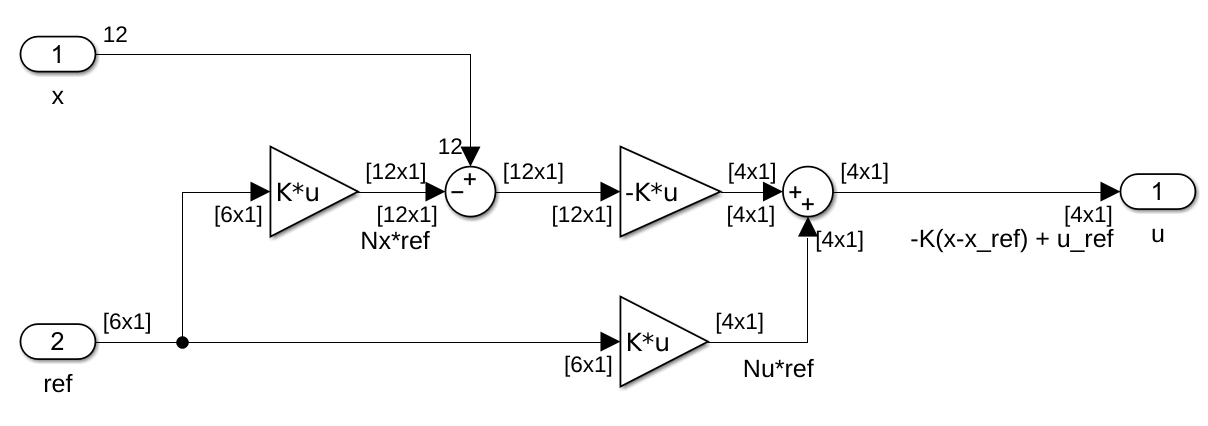 12
1
x
12
[12x1]
[12x1]
[4x1]
[4x1]
K*u
− +
-K*u
+ +
1
[6x1]
[12x1]
[12x1]
[4x1]
[4x1]
Nx*ref
[4x1]
-K(x-x_ref) + u_ref
u
[6x1]
[4x1]
2
K*u
[6x1]
ref
Nu*ref